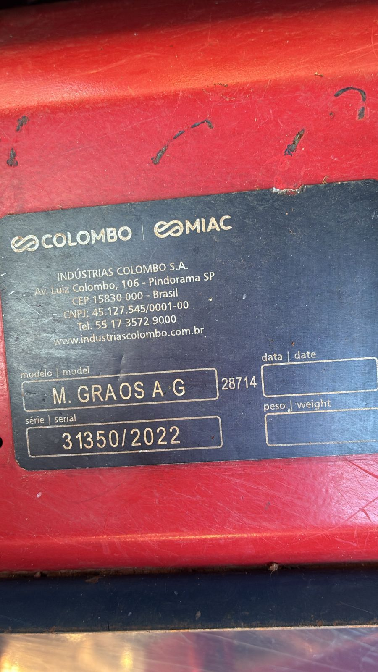 COLOMBO | MIAC
INDÚSTRIAS COLOMBO S.A.
Av. Luiz Colombo, 106 - Pindorama SP
CEP 15830 000 - Brasil
CNPJ: 45.127.545/0001-00
Tel. 55 17 3572 9000
www.industriascolombo.com.br
modelo | model
M. GRAOS A G
28714
data | date
série | serial
31350/2022
peso | weight